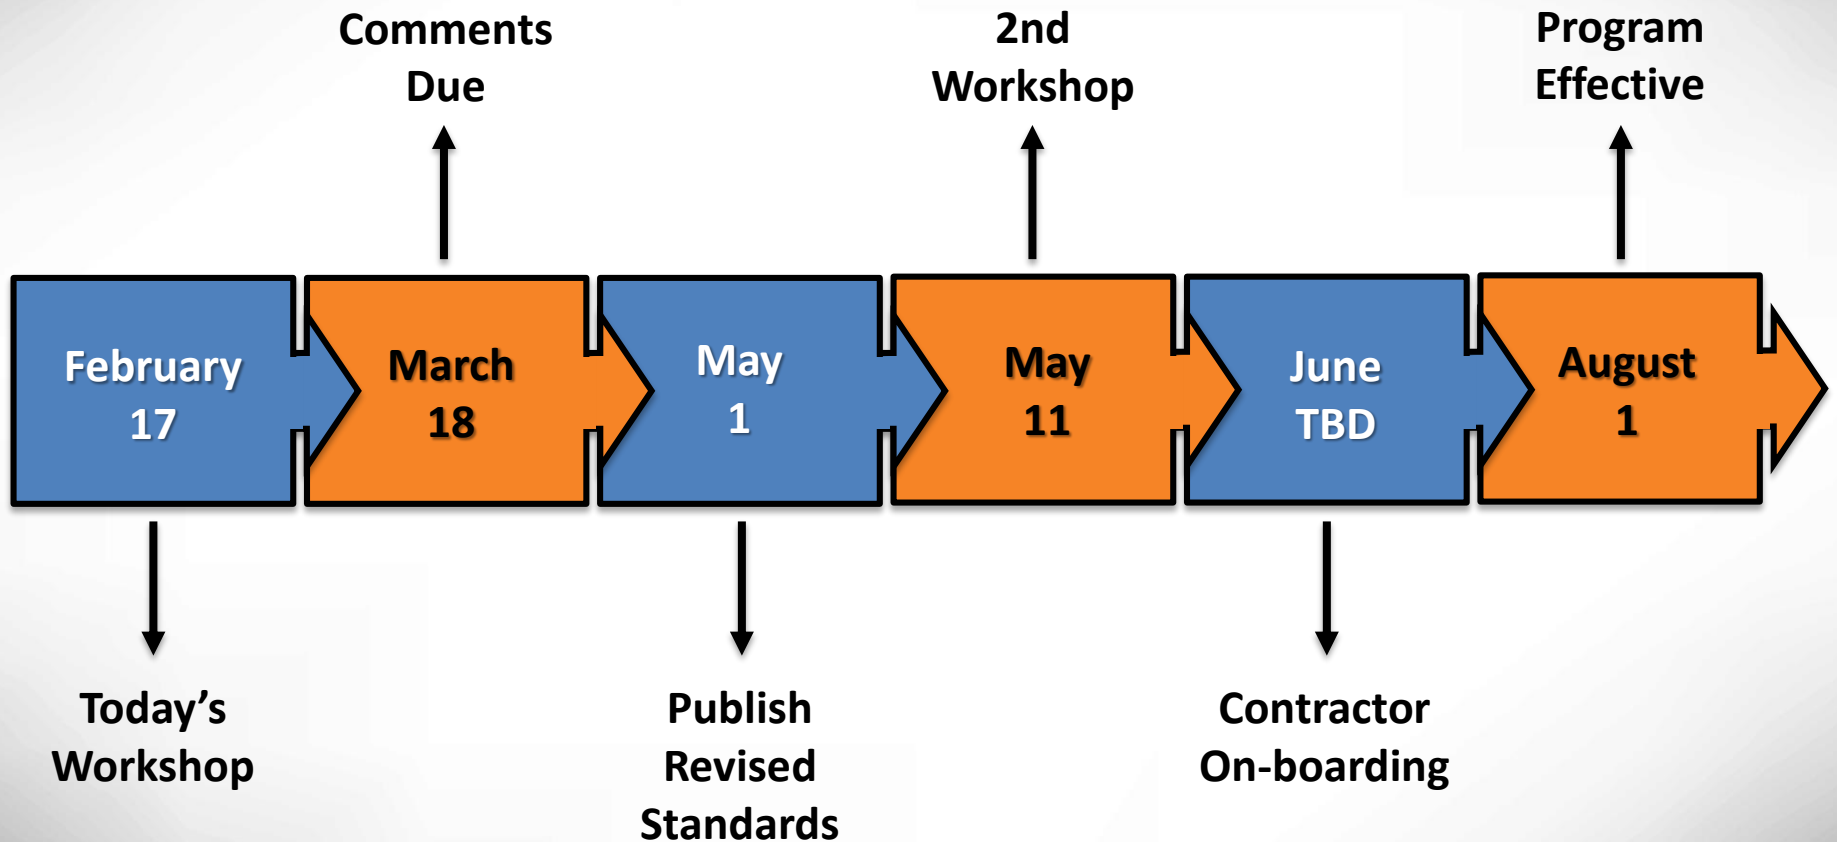 Comments
Due
2nd
Workshop
Program
Effective
February
17
March
18
May
1
May
11
June
TBD
August
1
Today’s
Workshop
Publish
Revised
Standards
Contractor
On-boarding